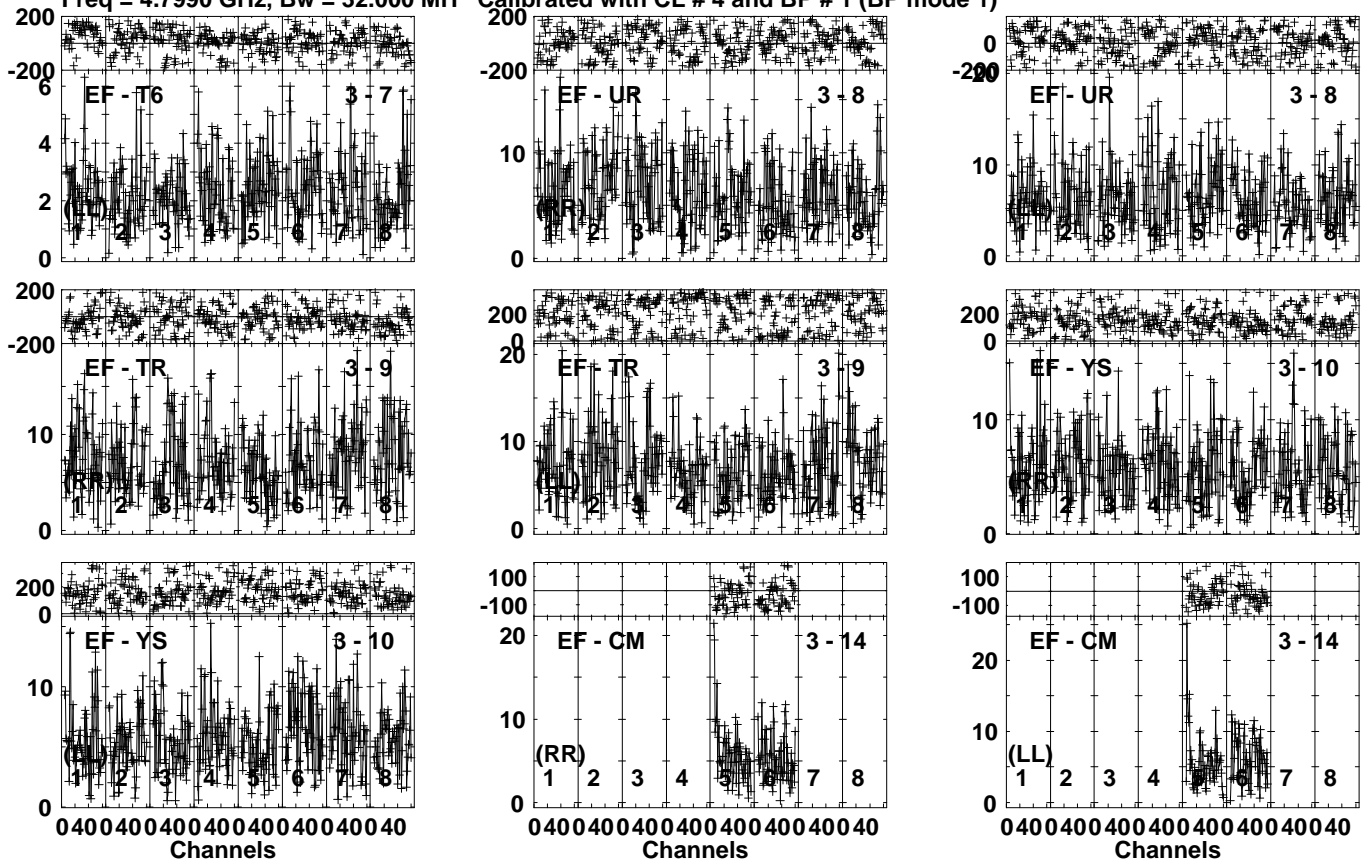 Freq = 4.7990 GHz, Bw = 32.000 MH Calibrated with CL # 4 and BP # 1 (BP mode 1)
200 200
-200 -200 0 -200 20
EF - T6 3 - 7 EF - UR 3 - 8 EF - UR 3 - 8
6
4
10 10
2
(LL) (RR) (LL)
1 2 3 4 5 6 7 8 1 2 3 4 5 6 7 8 1 2 3 4 5 6 7 8
0 0 0
200 200 200
0 0
-200 20
EF - TR 3 - 9 EF - TR 3 - 9 EF - YS 3 - 10
10 10 10
(RR) (LL) (RR)
1 2 3 4 5 6 7 8 1 2 3 4 5 6 7 8 1 2 3 4 5 6 7 8
0 0 0
200 100 100
0 -100 -100
EF - YS 3 - 10 EF - CM 3 - 14 EF - CM 3 - 14
20 20
10 10 10
(LL) (RR) (LL)
1 2 3 4 5 6 7 8 1 2 3 4 5 6 7 8 1 2 3 4 5 6 7 8
0 0 0
0 40 0 40 0 40 0 40 0 40 0 40 0 40 0 40 0 40 0 40 0 40 0 40 0 40 0 40 0 40 0 40 0 40 0 40 0 40 0 40 0 40 0 40 0 40 0 40
Channels Channels Channels